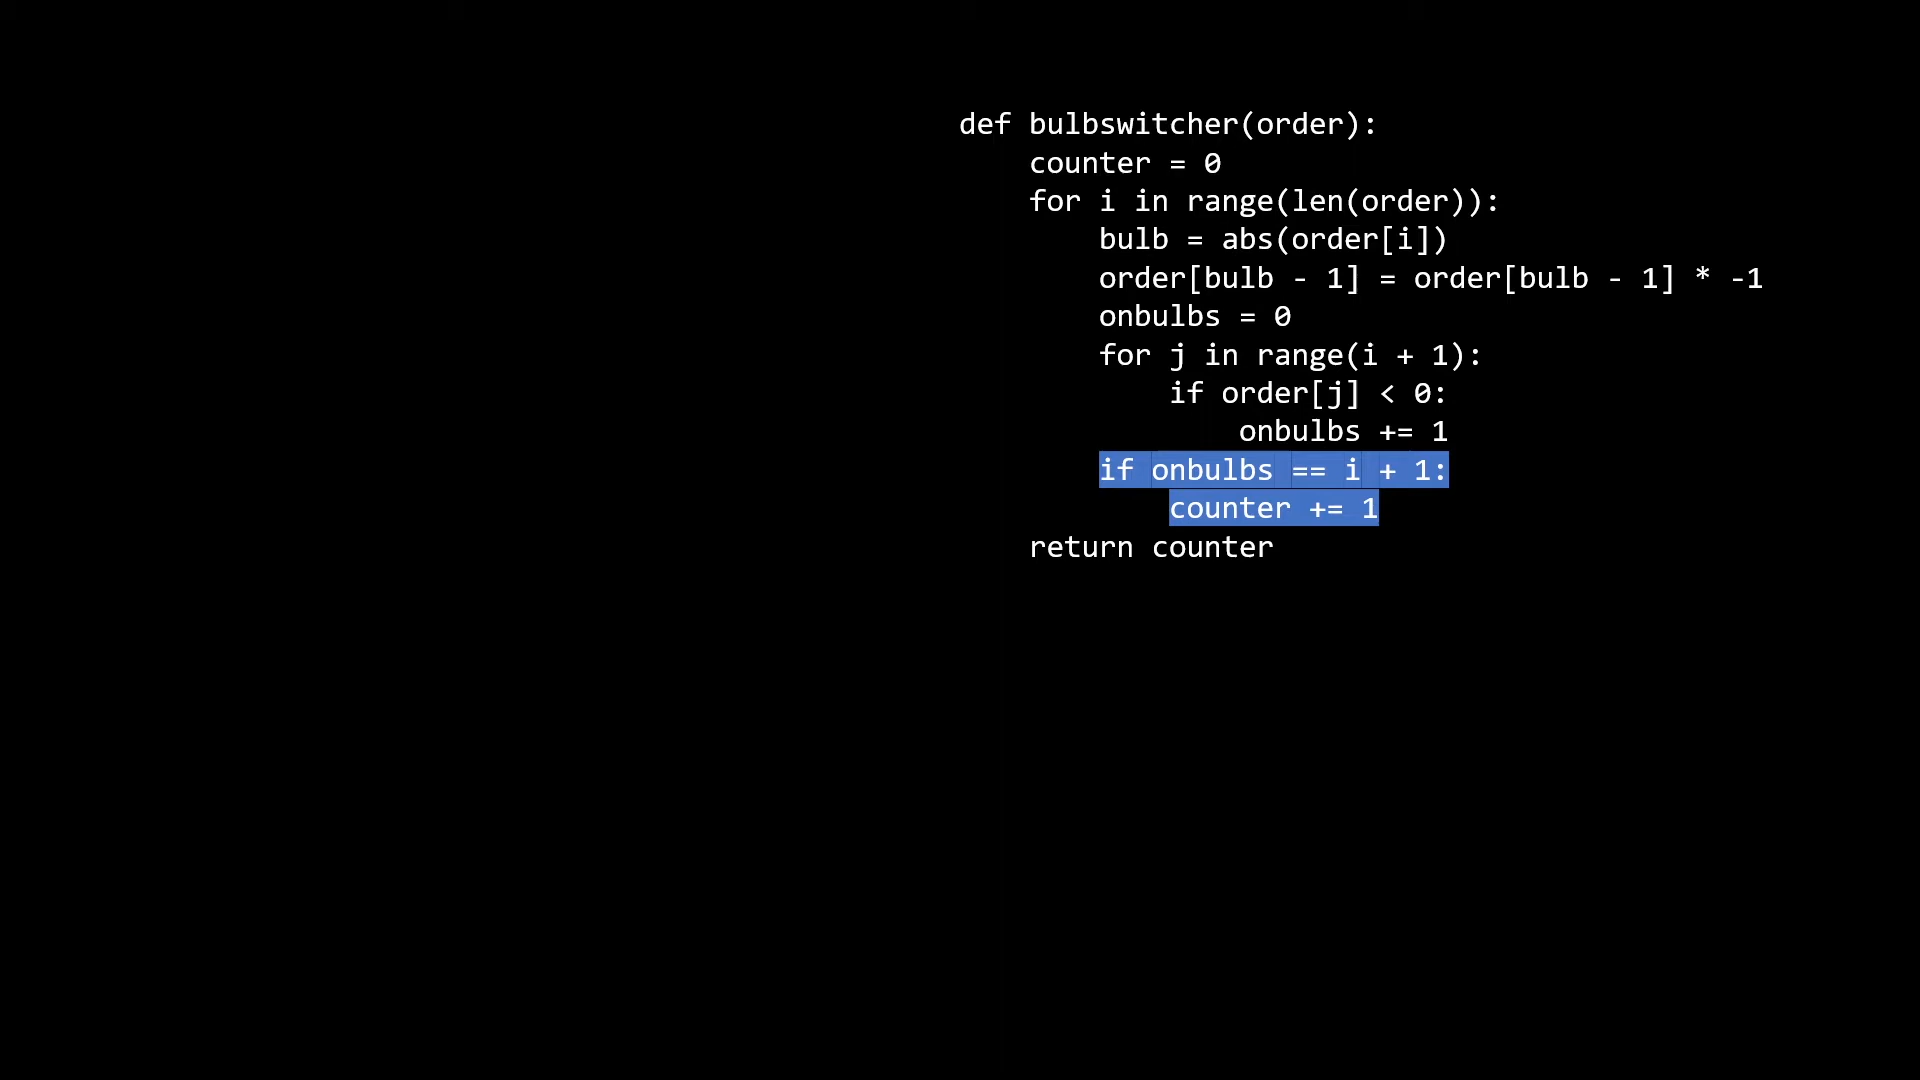 def bulbswitcher(order):
    counter = 0
    for i in range(len(order)):
        bulb = abs(order[i])
        order[bulb - 1] = order[bulb - 1] * -1
        onbulbs = 0
        for j in range(i + 1):
            if order[j] < 0:
                onbulbs += 1
        if onbulbs == i + 1:
            counter += 1
    return counter